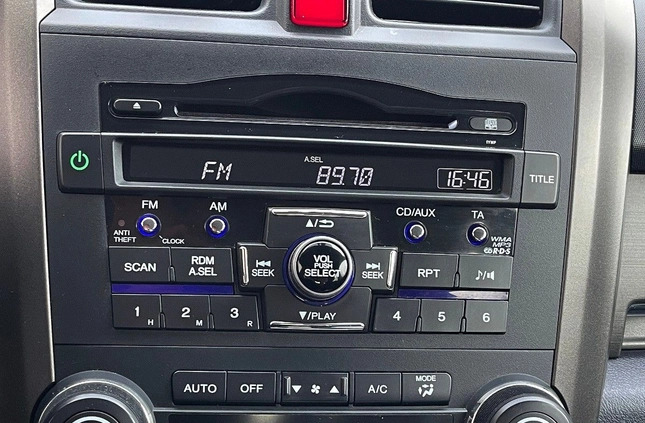 A.SEL
FM 89.70 16:46
TITLE
FM AM CD/AUX TA
ANTI THEFT CLOCK
WMA
MP3
R·D·S
SCAN RDM A.SEL SEEK VOL PUSH SELECT SEEK RPT
1 H 2 M 3 R ▼/PLAY 4 5 6
AUTO OFF A/C MODE